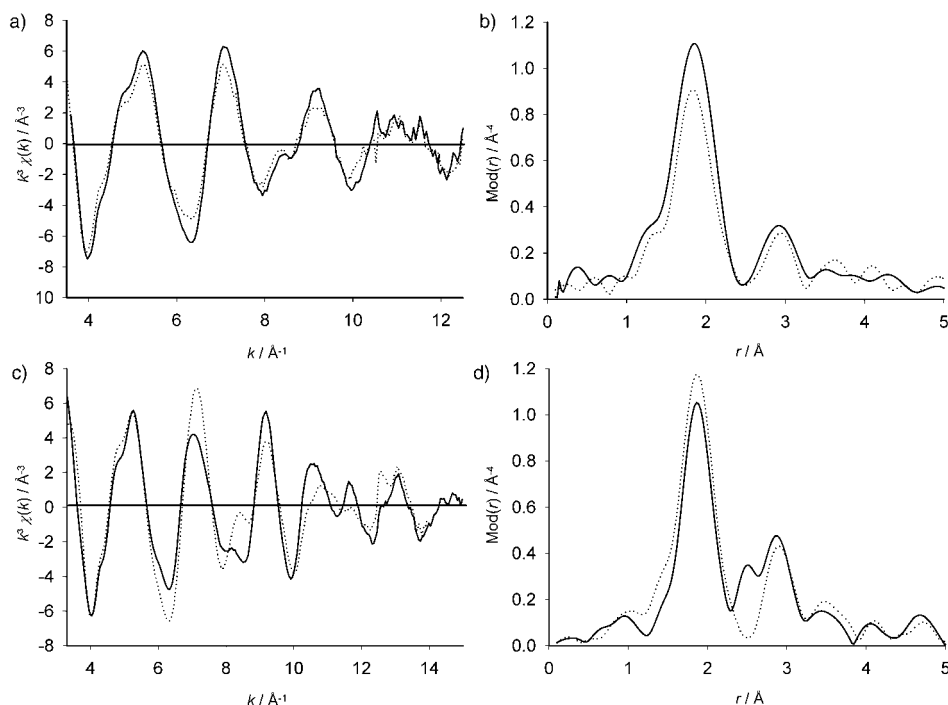 a)
8
6
4
2
0
-2
-4
-6
-8
10
4 6 8 10 12
k³ χ(k) / Å⁻³
k / Å⁻¹
b)
1.2
1.0
0.8
0.6
0.4
0.2
0.0
0 1 2 3 4 5
Mod(r) / Å⁻⁴
r / Å
c)
8
6
4
2
0
-2
-4
-6
-8
4 6 8 10 12 14
k³ χ(k) / Å⁻³
k / Å⁻¹
d)
1.2
1.0
0.8
0.6
0.4
0.2
0.0
0 1 2 3 4 5
Mod(r) / Å⁻⁴
r / Å